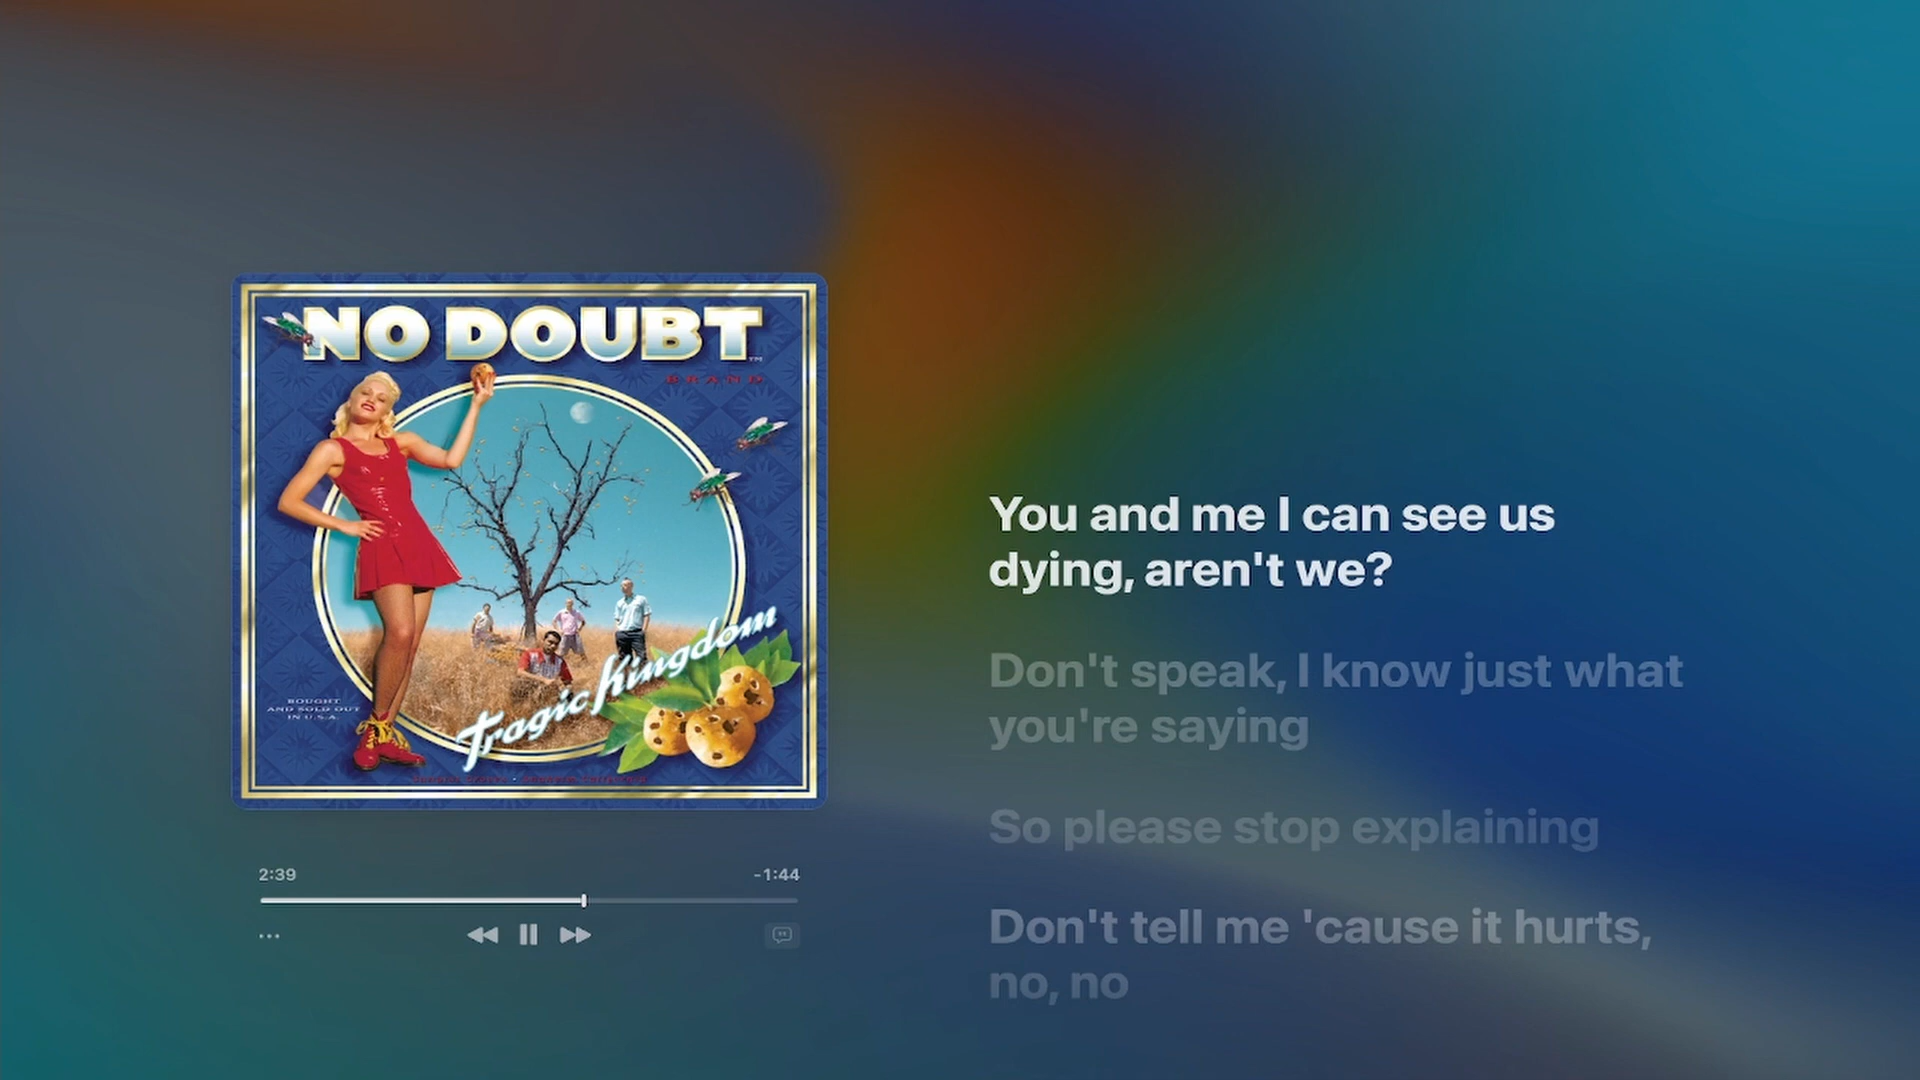 NO DOUBT
TM
BRAND
Tragic Kingdom
BOUGHT
AND SOLD OUT
IN U.S.A.
2:39
-1:44
You and me I can see us
dying, aren't we?
Don't speak, I know just what
you're saying
So please stop explaining
Don't tell me 'cause it hurts,
no, no